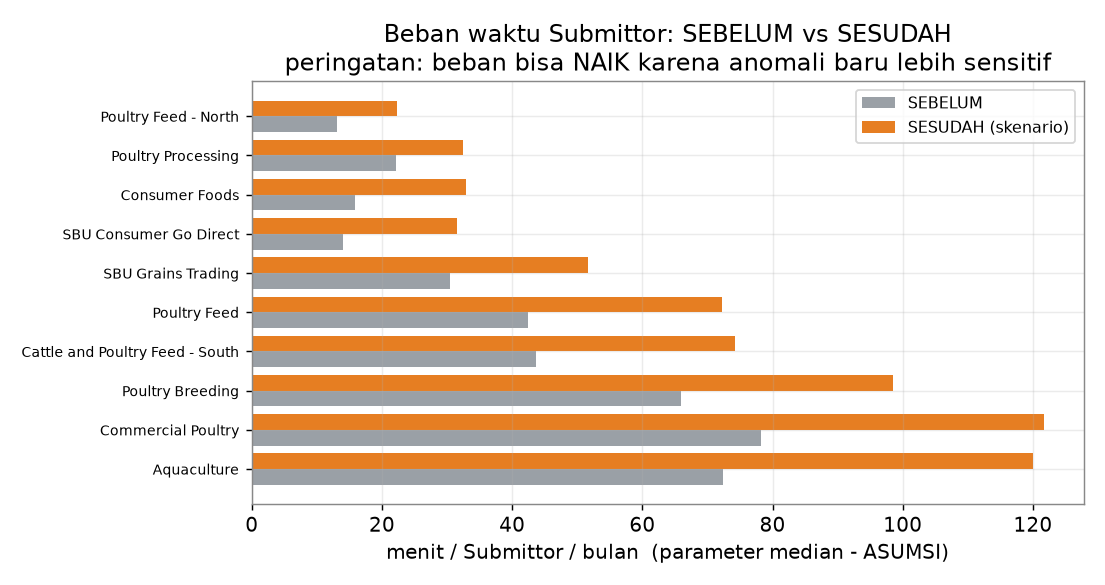 Beban waktu Submittor: SEBELUM vs SESUDAH
peringatan: beban bisa NAIK karena anomali baru lebih sensitif
SEBELUM
SESUDAH (skenario)
Poultry Feed - North
Poultry Processing
Consumer Foods
SBU Consumer Go Direct
SBU Grains Trading
Poultry Feed
Cattle and Poultry Feed - South
Poultry Breeding
Commercial Poultry
Aquaculture
0 20 40 60 80 100 120
menit / Submittor / bulan  (parameter median - ASUMSI)